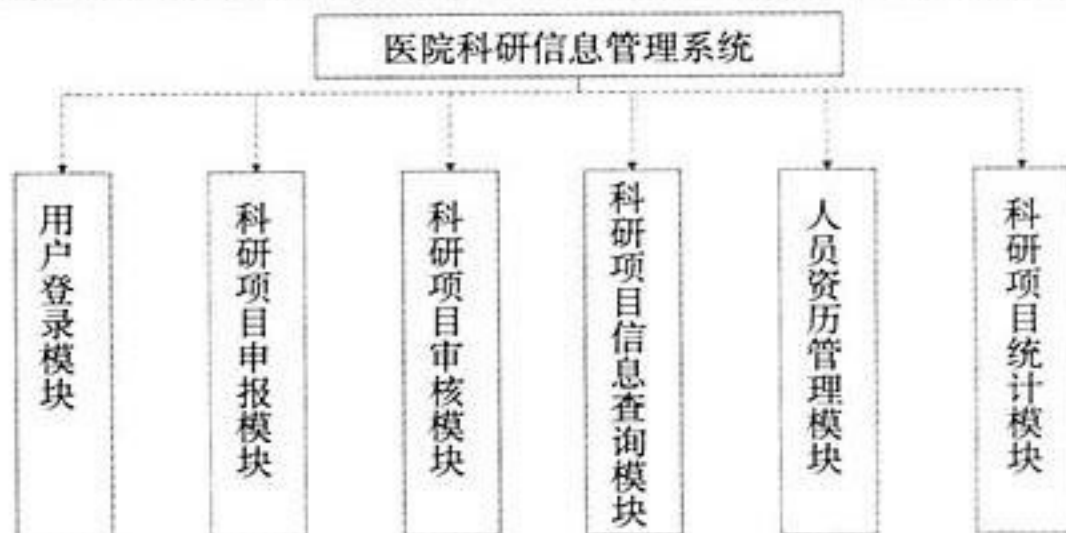 医院科研信息管理系统
用户登录模块
科研项目申报模块
科研项目审核模块
科研项目信息查询模块
人员资历管理模块
科研项目统计模块